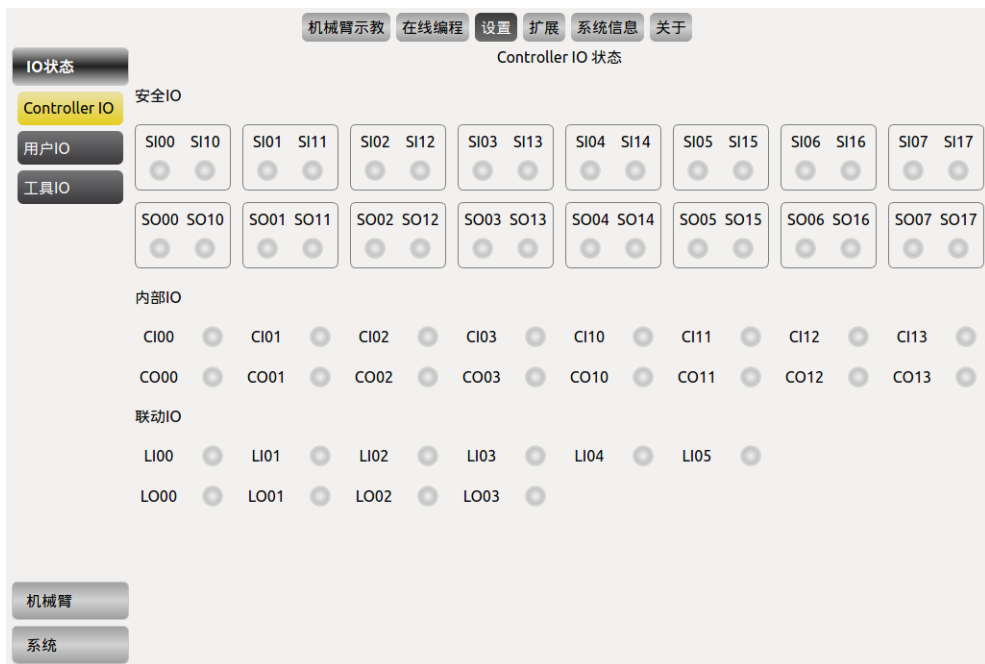 机械臂示教 在线编程 设置 扩展 系统信息 关于
Controller IO 状态
IO状态
Controller IO
用户IO
工具IO
安全IO
SI00 SI10 SI01 SI11 SI02 SI12 SI03 SI13 SI04 SI14 SI05 SI15 SI06 SI16 SI07 SI17
SO00 SO10 SO01 SO11 SO02 SO12 SO03 SO13 SO04 SO14 SO05 SO15 SO06 SO16 SO07 SO17
内部IO
CI00 CI01 CI02 CI03 CI10 CI11 CI12 CI13
CO00 CO01 CO02 CO03 CO10 CO11 CO12 CO13
联动IO
LI00 LI01 LI02 LI03 LI04 LI05
LO00 LO01 LO02 LO03
机械臂
系统